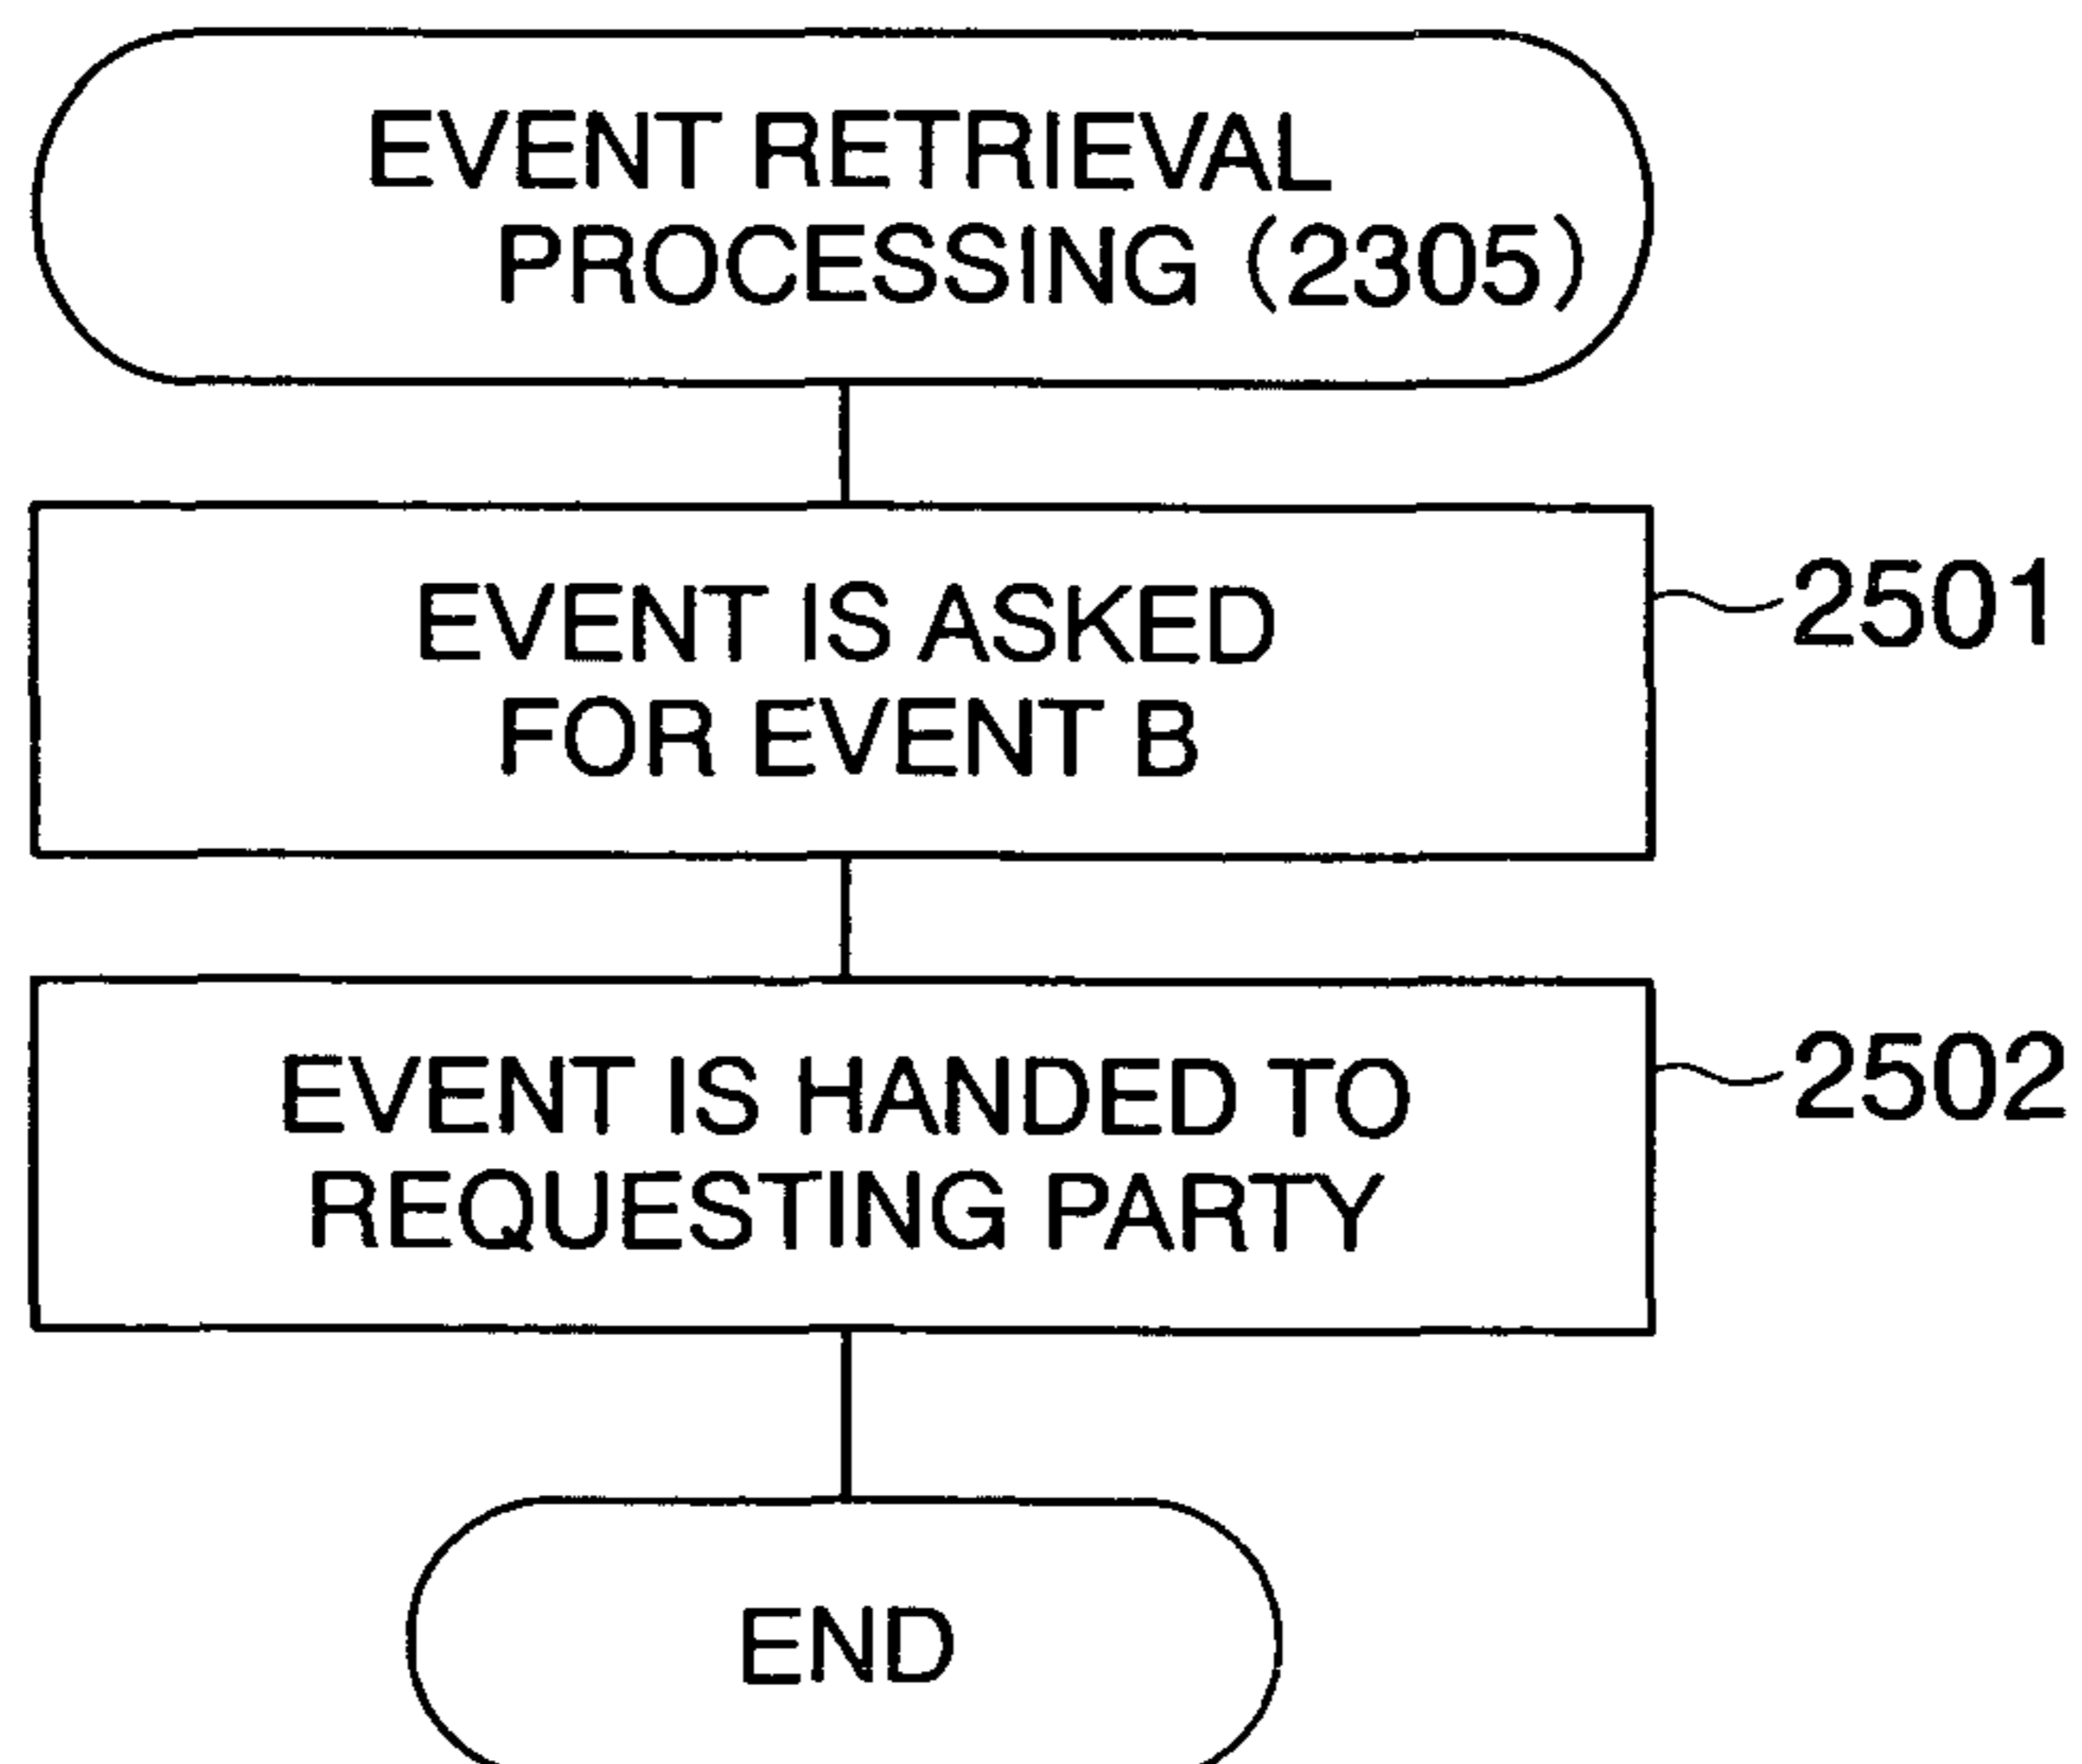 EVENT RETRIEVAL
PROCESSING (2305)
EVENT IS ASKED
FOR EVENT B
2501
EVENT IS HANDED TO
REQUESTING PARTY
2502
END